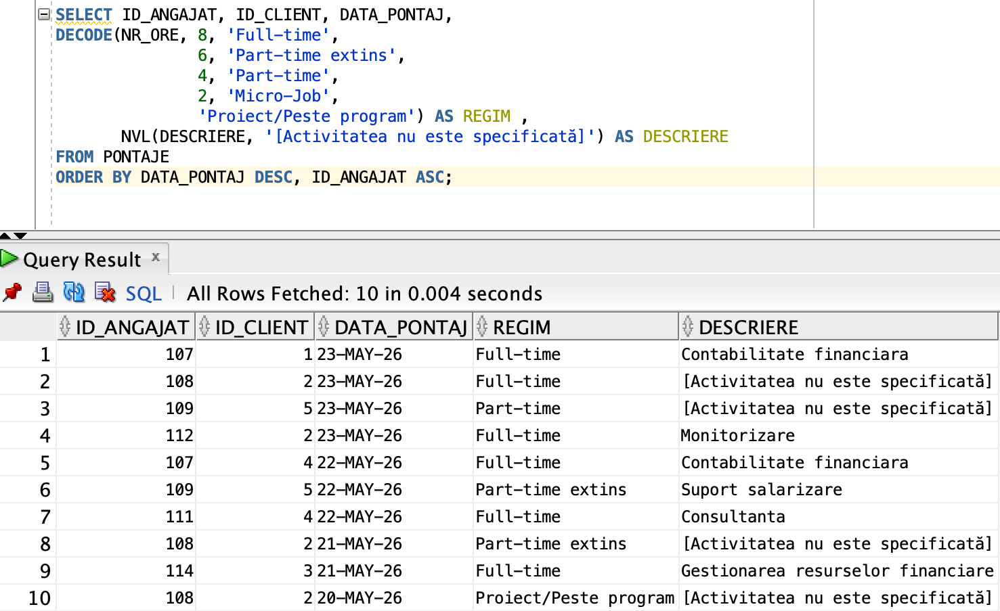 SELECT ID_ANGAJAT, ID_CLIENT, DATA_PONTAJ,
DECODE(NR_ORE, 8, 'Full-time',
6, 'Part-time extins',
4, 'Part-time',
2, 'Micro-Job',
'Proiect/Peste program') AS REGIM ,
NVL(DESCRIERE, '[Activitatea nu este specificată]') AS DESCRIERE
FROM PONTAJE
ORDER BY DATA_PONTAJ DESC, ID_ANGAJAT ASC;
Query Result x
SQL | All Rows Fetched: 10 in 0.004 seconds
ID_ANGAJAT ID_CLIENT DATA_PONTAJ REGIM DESCRIERE
1 107 1 23-MAY-26 Full-time Contabilitate financiara
2 108 2 23-MAY-26 Full-time [Activitatea nu este specificată]
3 109 5 23-MAY-26 Part-time [Activitatea nu este specificată]
4 112 2 23-MAY-26 Full-time Monitorizare
5 107 4 22-MAY-26 Full-time Contabilitate financiara
6 109 5 22-MAY-26 Part-time extins Suport salarizare
7 111 4 22-MAY-26 Full-time Consultanta
8 108 2 21-MAY-26 Part-time extins [Activitatea nu este specificată]
9 114 3 21-MAY-26 Full-time Gestionarea resurselor financiare
10 108 2 20-MAY-26 Proiect/Peste program [Activitatea nu este specificată]